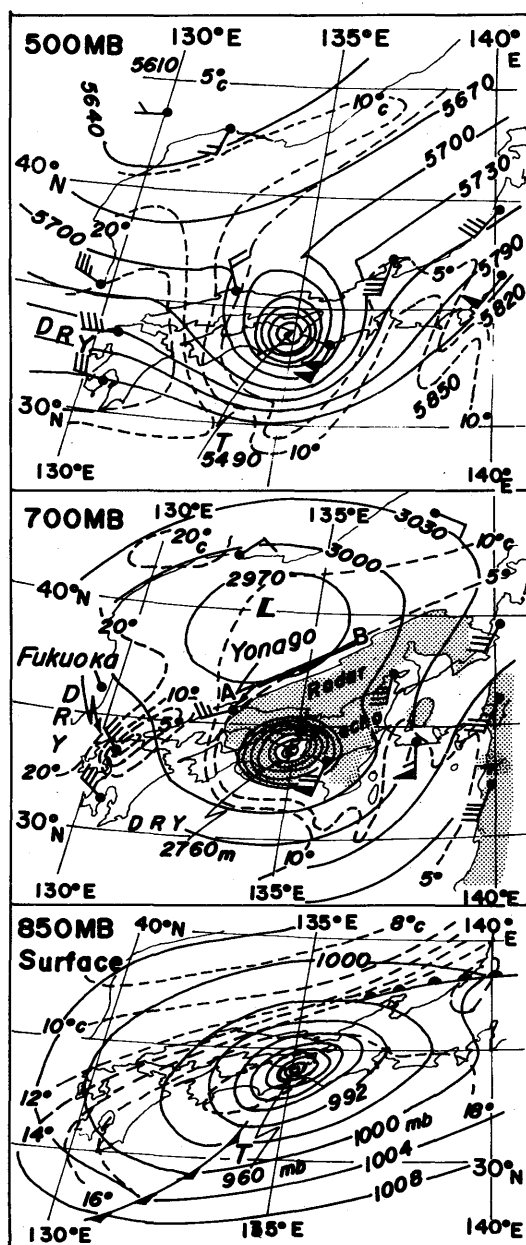 500MB
130°E
135°E
140°E
5610
5°c
5640
10°c
5670
5700
40°N
5730
5700
20°
5°
5790
5820
DRY
5850
30°N
T
5490
10°
10°
130°E
140°E
700MB
130°E
135°E
3030
20°c
3000
10°c
2970
5°
40°N
L
20°
Yonago
B
Fukuoka
10°
A
Radar
DRY
5°
echo
20°
30°N
DRY
2760m
10°
5°
130°E
135°E
140°E
850MB
Surface
40°N
135°E
8°c
140°E
1000
10°c
12°
992
14°
1000 mb
18°
T
960 mb
1004
30°N
16°
1008
130°E
135°E